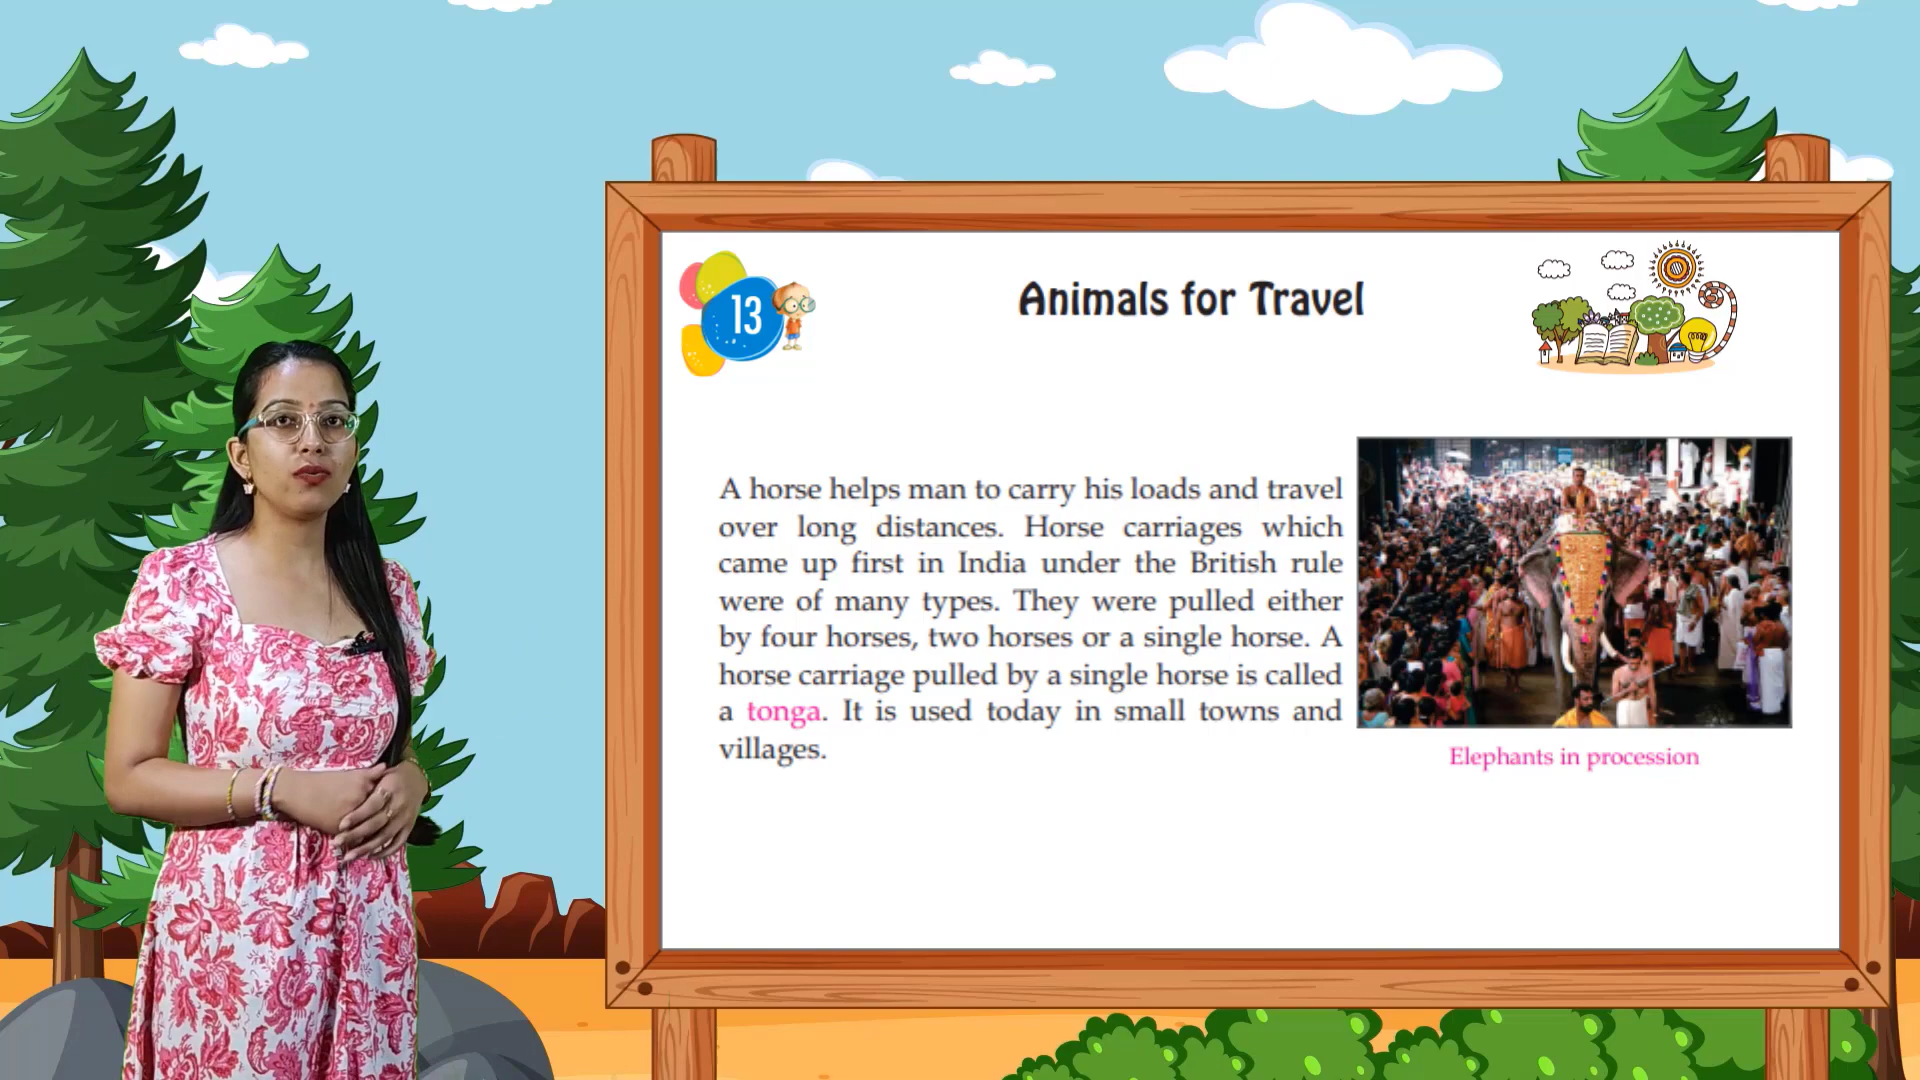 13
Animals for Travel
A horse helps man to carry his loads and travel
over long distances. Horse carriages which
came up first in India under the British rule
were of many types. They were pulled either
by four horses, two horses or a single horse. A
horse carriage pulled by a single horse is called
a tonga. It is used today in small towns and
villages.
Elephants in procession